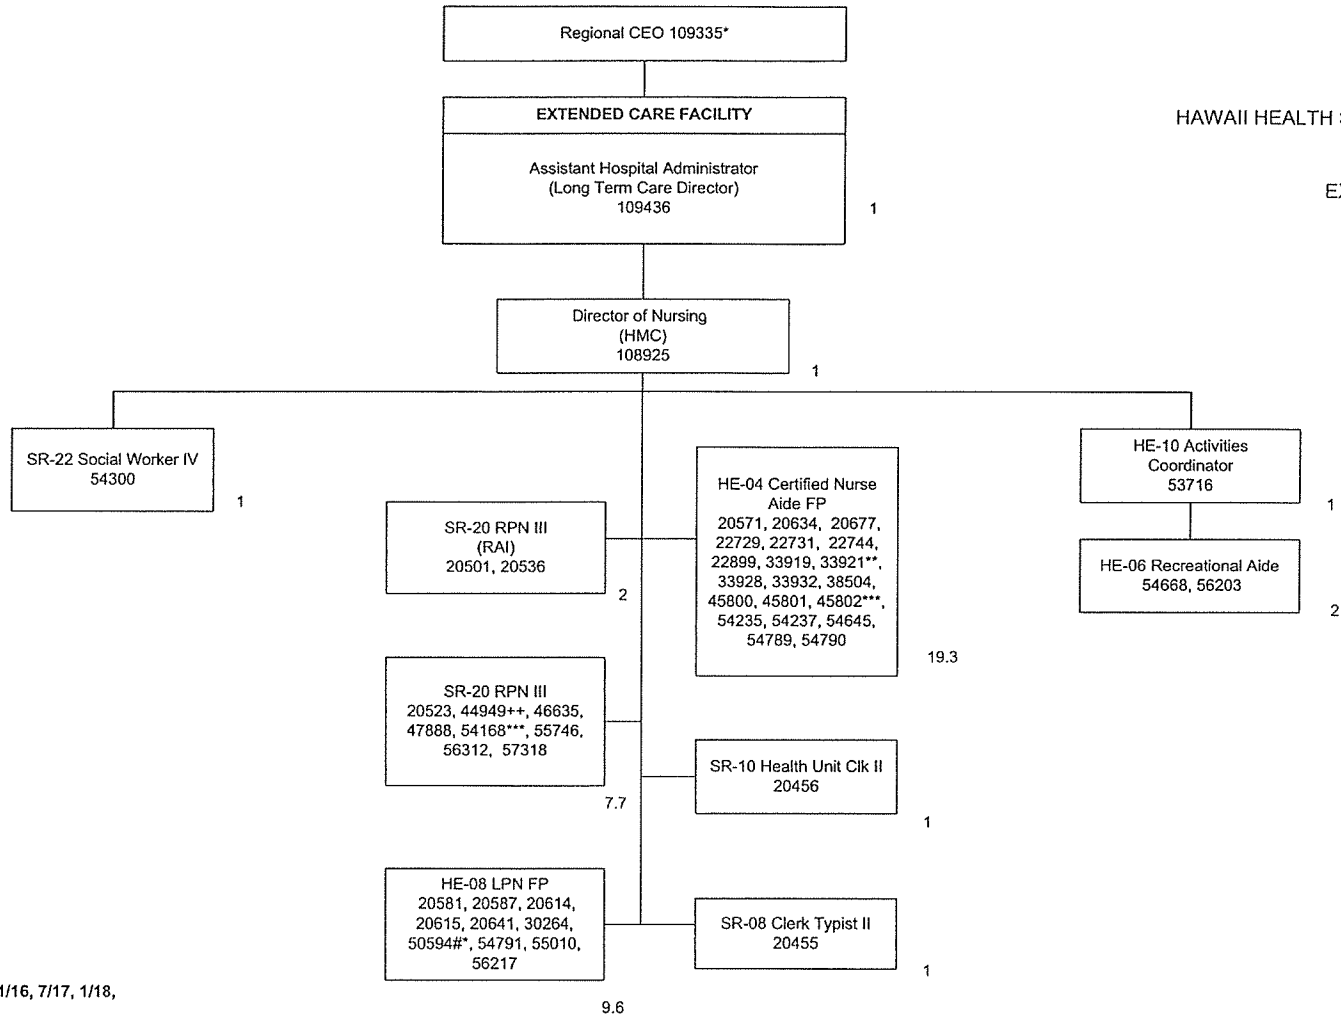 Regional CEO 109335*
EXTENDED CARE FACILITY
HAWAII HEALTH
Assistant Hospital Administrator
(Long Term Care Director)
109436
1
Director of Nursing
(HMC)
108925
1
SR-22 Social Worker IV
54300
1
SR-20 RPN III
(RAI)
20501, 20536
2
HE-04 Certified Nurse
Aide FP
20571, 20634, 20677,
22729, 22731, 22744,
22899, 33919, 33921**,
33928, 33932, 38504,
45800, 45801, 45802***,
54235, 54237, 54645,
54789, 54790
19.3
HE-10 Activities
Coordinator
53716
1
HE-06 Recreational Aide
54668, 56203
2
SR-20 RPN III
20523, 44949++, 46635,
47888, 54168***, 55746,
56312, 57318
7.7
SR-10 Health Unit Clk II
20456
1
HE-08 LPN FP
20581, 20587, 20614,
20615, 20641, 30264,
50594#*, 54791, 55010,
56217
9.6
SR-08 Clerk Typist II
20455
1
1/16, 7/17, 1/18,